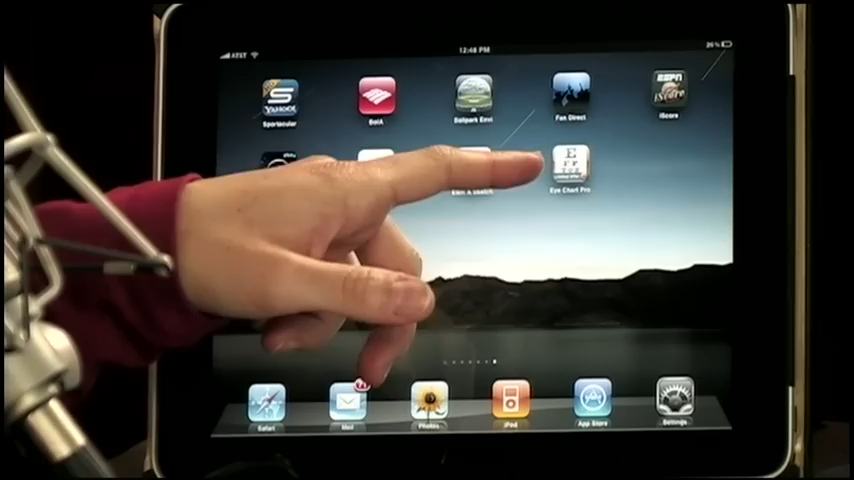 AT&T 12:48 PM 26%
S YAHOO! ESPN iScore
Sportacular BofA Ballpark Envi Fan Direct iScore
E
F P
T O Z
Eye Chart Pro
Safari Mail Photos iPod App Store Settings